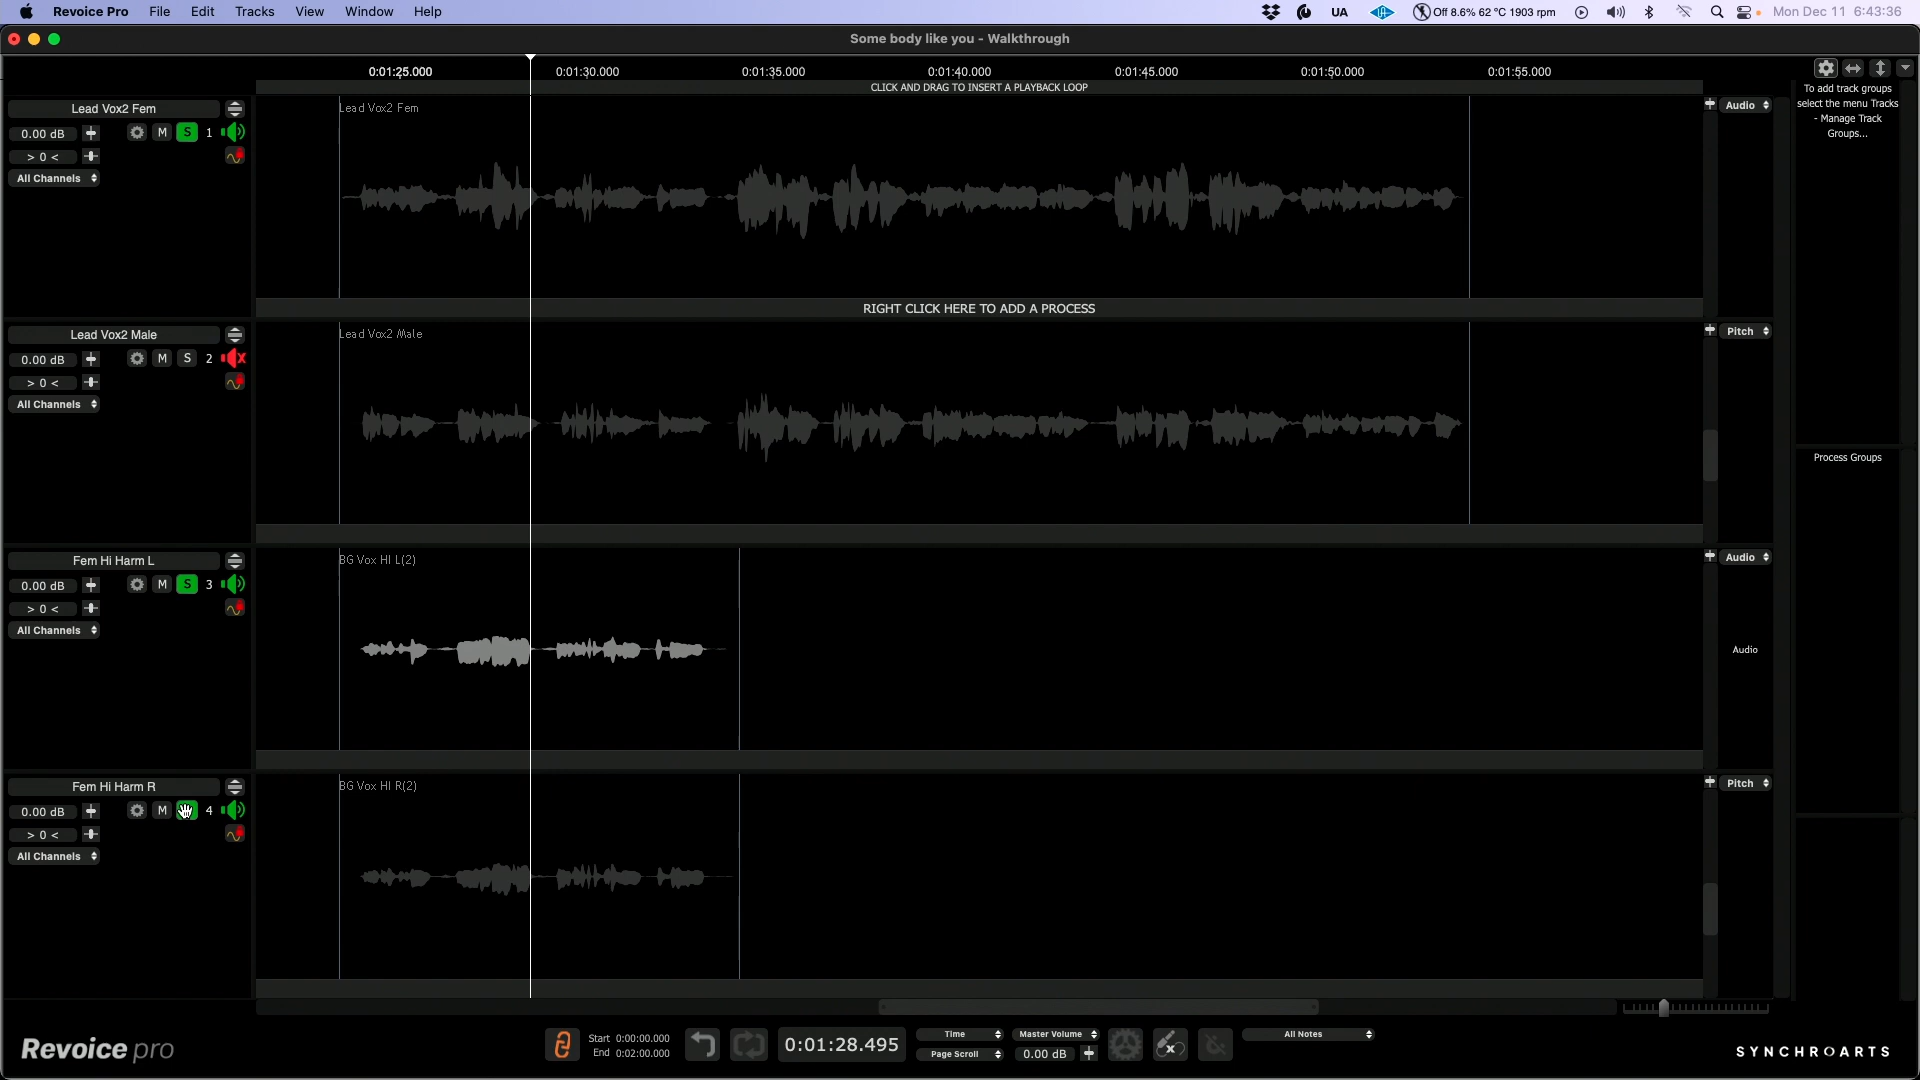 Revoice Pro File Edit Tracks View Window Help
UA Off 8.6% 62 °C 1903 rpm Mon Dec 11 6:43:36
Some body like you - Walkthrough
0:01:25.000 0:01:30.000 0:01:35.000 0:01:40.000 0:01:45.000 0:01:50.000 0:01:55.000
CLICK AND DRAG TO INSERT A PLAYBACK LOOP
To add track groups
select the menu Tracks
- Manage Track
Groups...
Lead Vox2 Fem
0.00 dB M S 1
> 0 <
All Channels
Lead Vox2 Fem
Audio
RIGHT CLICK HERE TO ADD A PROCESS
Lead Vox2 Male
0.00 dB M S 2
> 0 <
All Channels
Lead Vox2 Male
Pitch
Process Groups
Fem Hi Harm L
0.00 dB M S 3
> 0 <
All Channels
BG Vox HI L(2)
Audio
Audio
Fem Hi Harm R
0.00 dB M 4
> 0 <
All Channels
BG Vox HI R(2)
Pitch
Revoice pro
Start 0:00:00.000
End 0:02:00.000
0:01:28.495
Time
Page Scroll
Master Volume
0.00 dB
All Notes
SYNCHROARTS